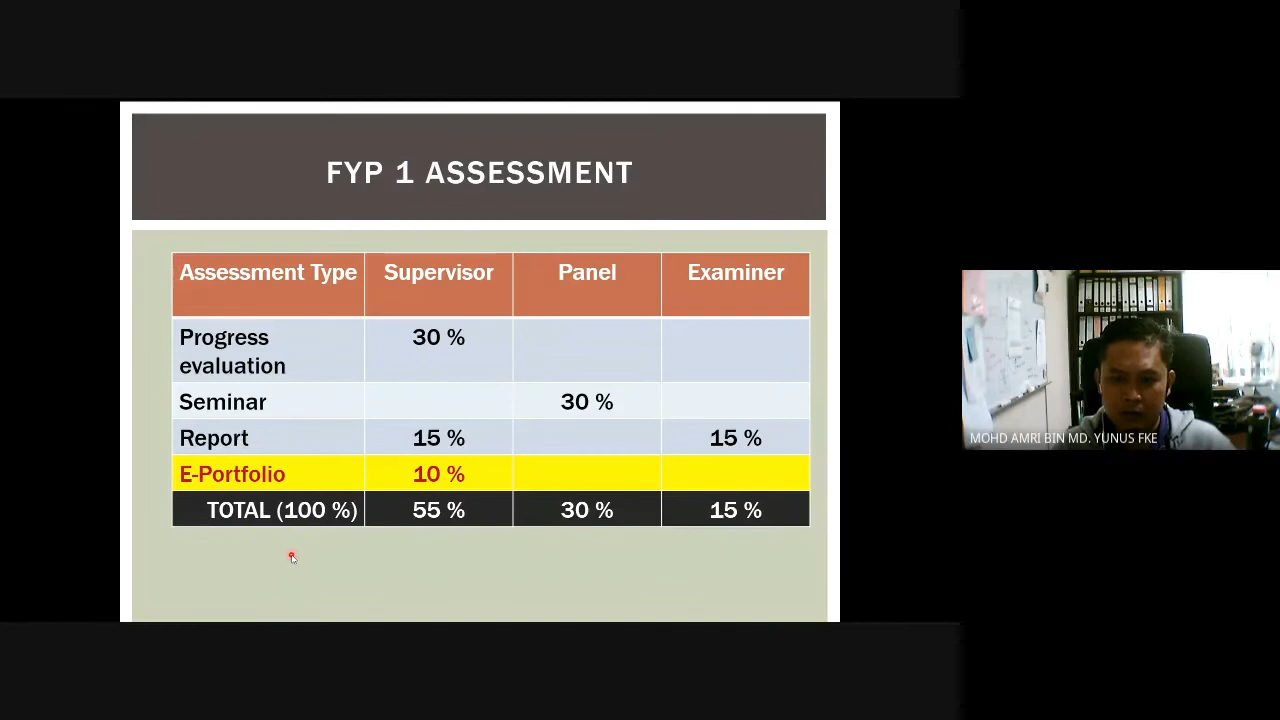 FYP 1 ASSESSMENT
Assessment Type Supervisor Panel Examiner
Progress evaluation 30 %
Seminar 30 %
Report 15 % 15 %
E-Portfolio 10 %
TOTAL (100 %) 55 % 30 % 15 %
MOHD AMRI BIN MD. YUNUS FKE